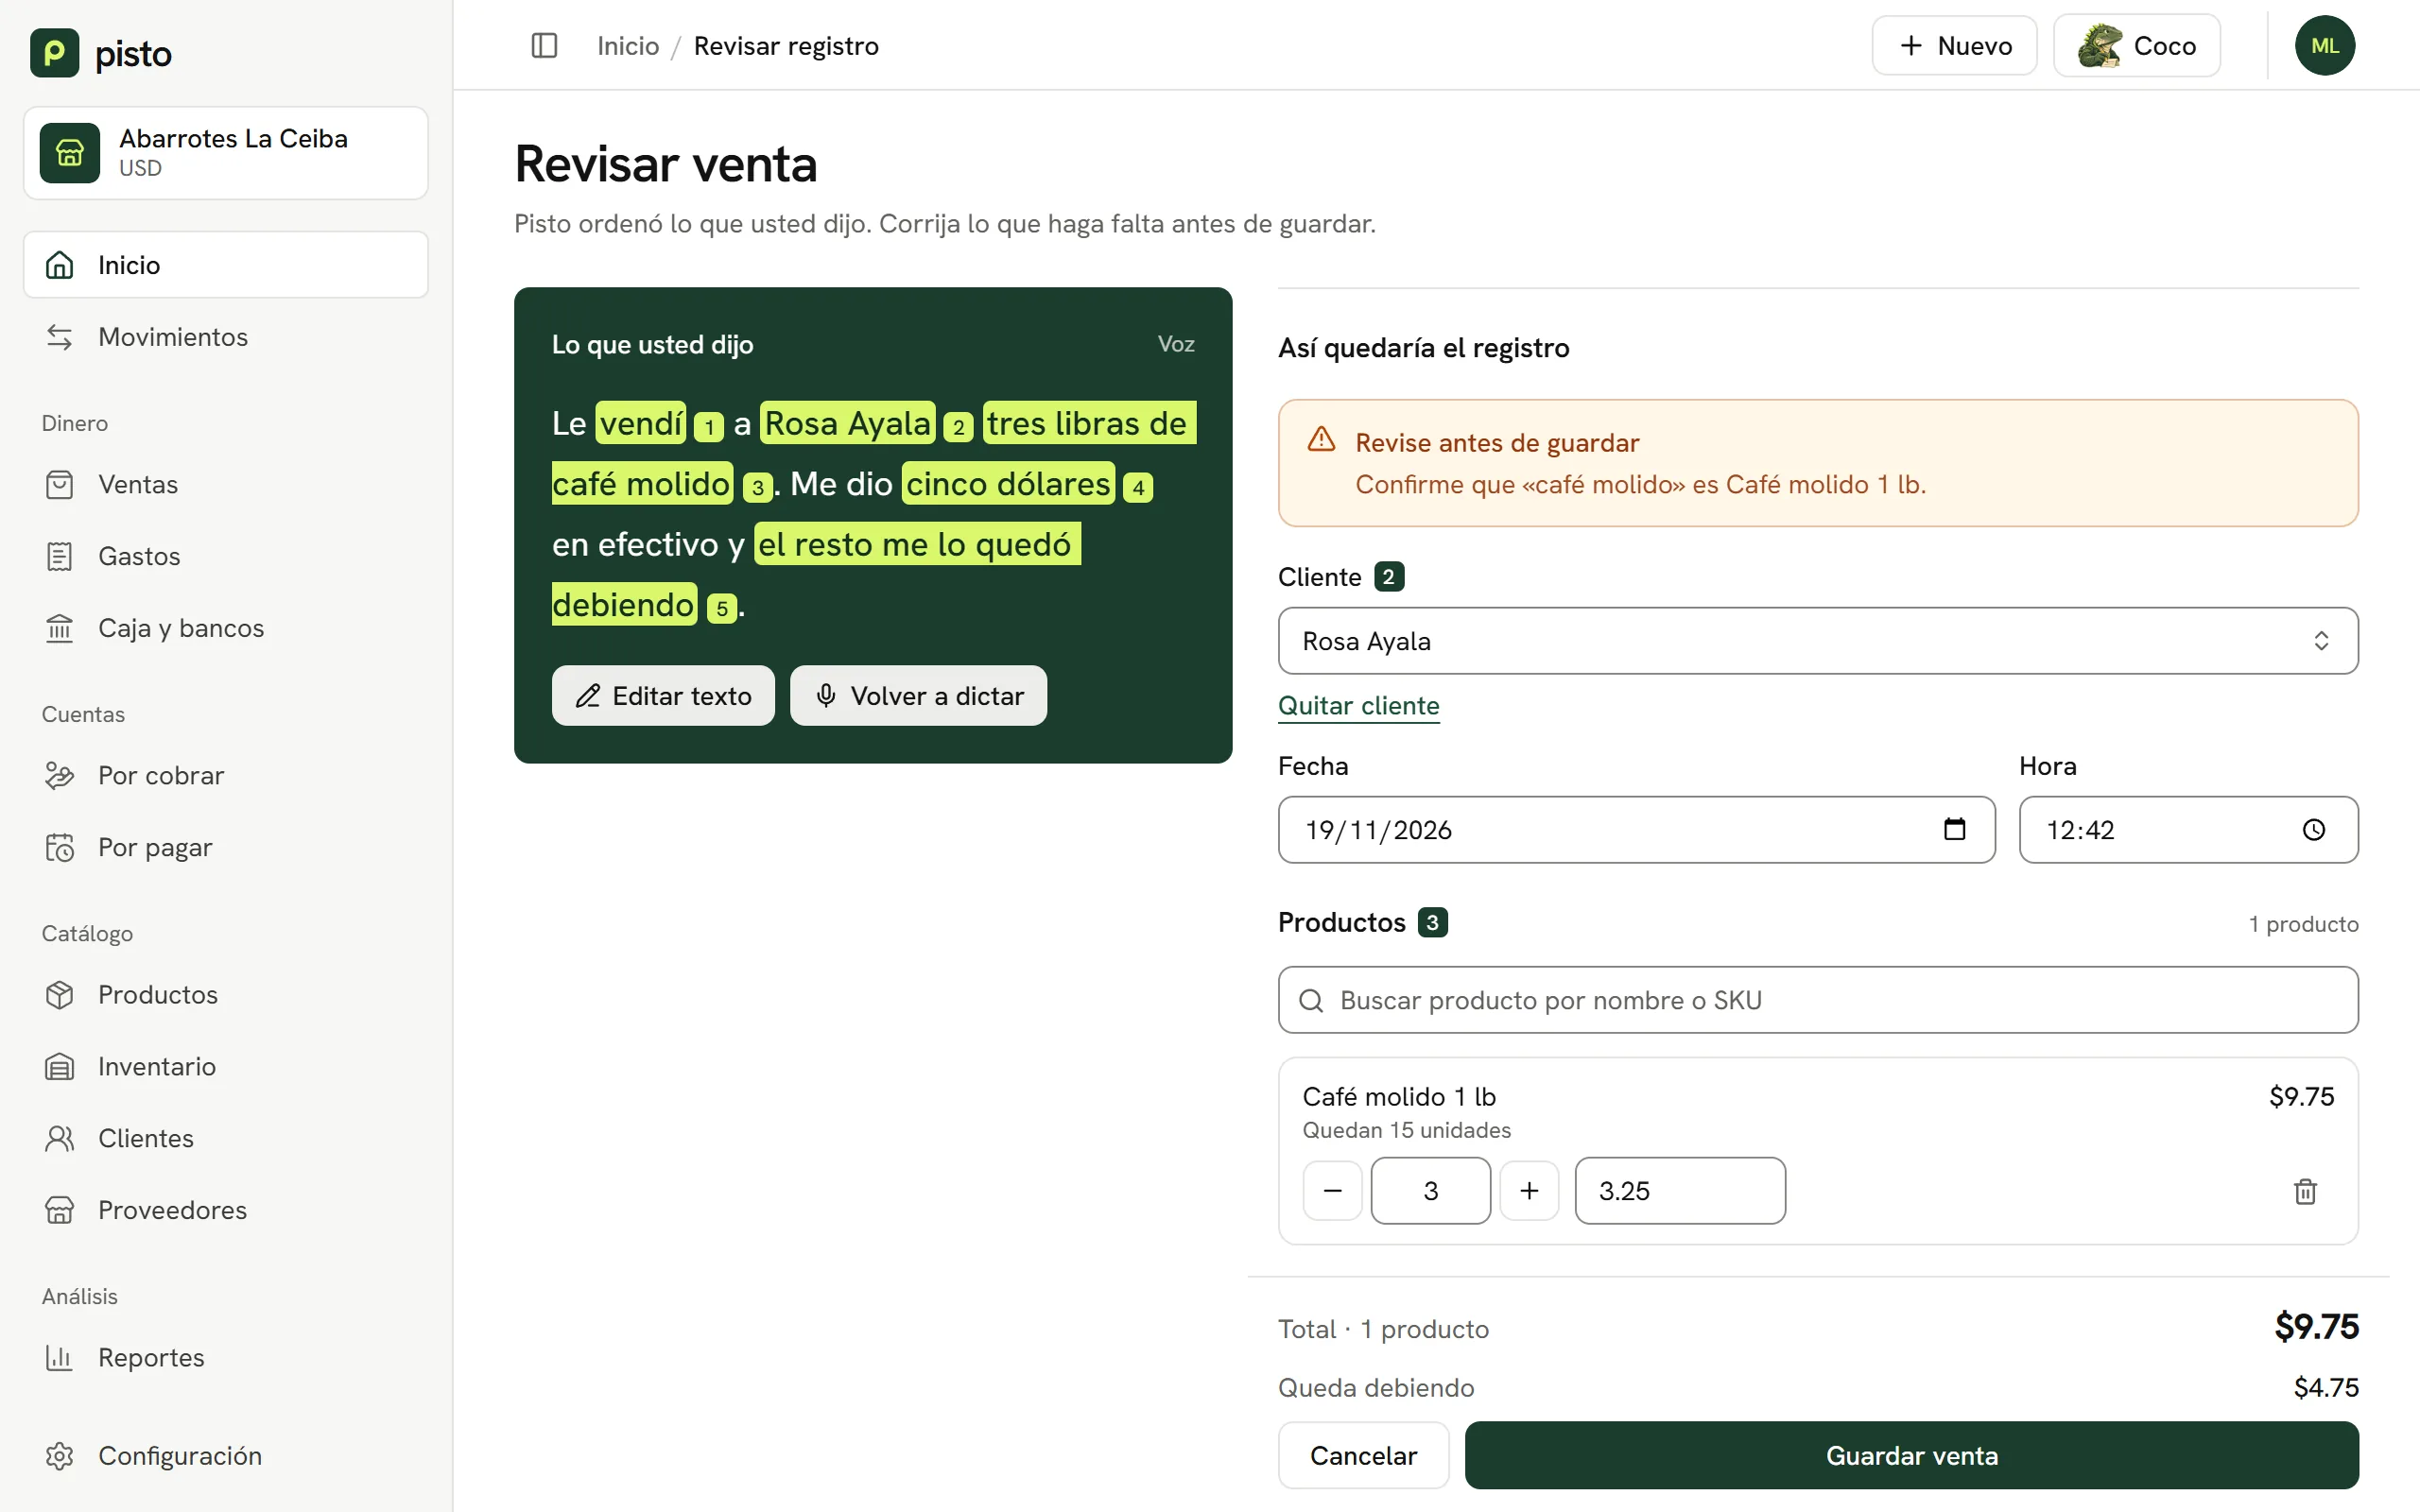 pisto
Abarrotes La Ceiba
USD
Inicio
Movimientos
Dinero
Ventas
Gastos
Caja y bancos
Cuentas
Por cobrar
Por pagar
Catálogo
Productos
Inventario
Clientes
Proveedores
Análisis
Reportes
Configuración
Inicio / Revisar registro
+ Nuevo
Coco
ML
Revisar venta
Pisto ordenó lo que usted dijo. Corrija lo que haga falta antes de guardar.
Lo que usted dijo
Voz
Le vendí 1 a Rosa Ayala 2 tres libras de
café molido 3. Me dio cinco dólares 4
en efectivo y el resto me lo quedó
debiendo 5.
Editar texto
Volver a dictar
Así quedaría el registro
Revise antes de guardar
Confirme que «café molido» es Café molido 1 lb.
Cliente 2
Rosa Ayala
Quitar cliente
Fecha
Hora
19/11/2026
12:42
Productos 3
1 producto
Buscar producto por nombre o SKU
Café molido 1 lb
$9.75
Quedan 15 unidades
− 3 + 3.25
Total · 1 producto
$9.75
Queda debiendo
$4.75
Cancelar
Guardar venta